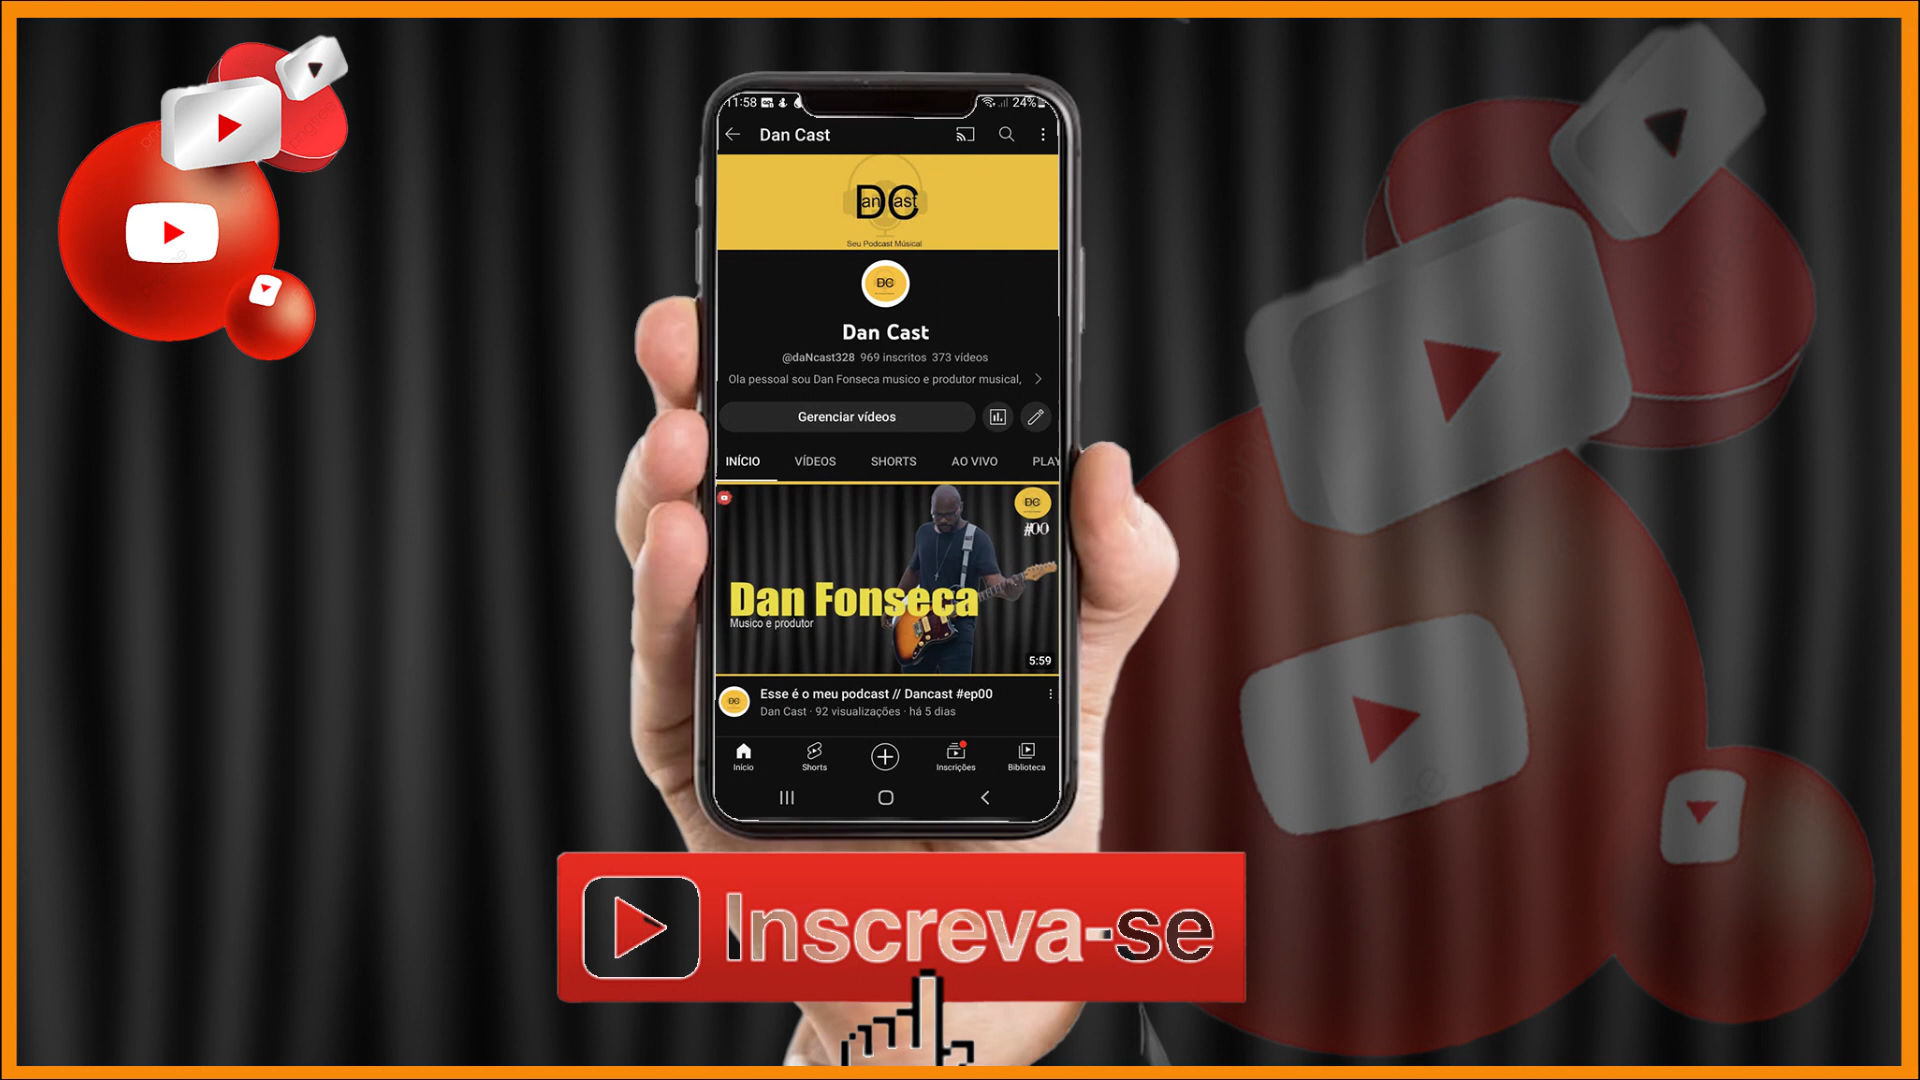 11:58
24%
Dan Cast
Dan Cast
Seu Podcast Músical
DC
Dan Cast
@daNcast328 969 inscritos 373 vídeos
Ola pessoal sou Dan Fonseca musico e produtor musical,
Gerenciar vídeos
INÍCIO VÍDEOS SHORTS AO VIVO PLAY
DC
#00
Dan Fonseca
Musico e produtor
5:59
DC
Esse é o meu podcast // Dancast #ep00
Dan Cast · 92 visualizações · há 5 dias
Início Shorts Inscrições Biblioteca
Inscreva-se